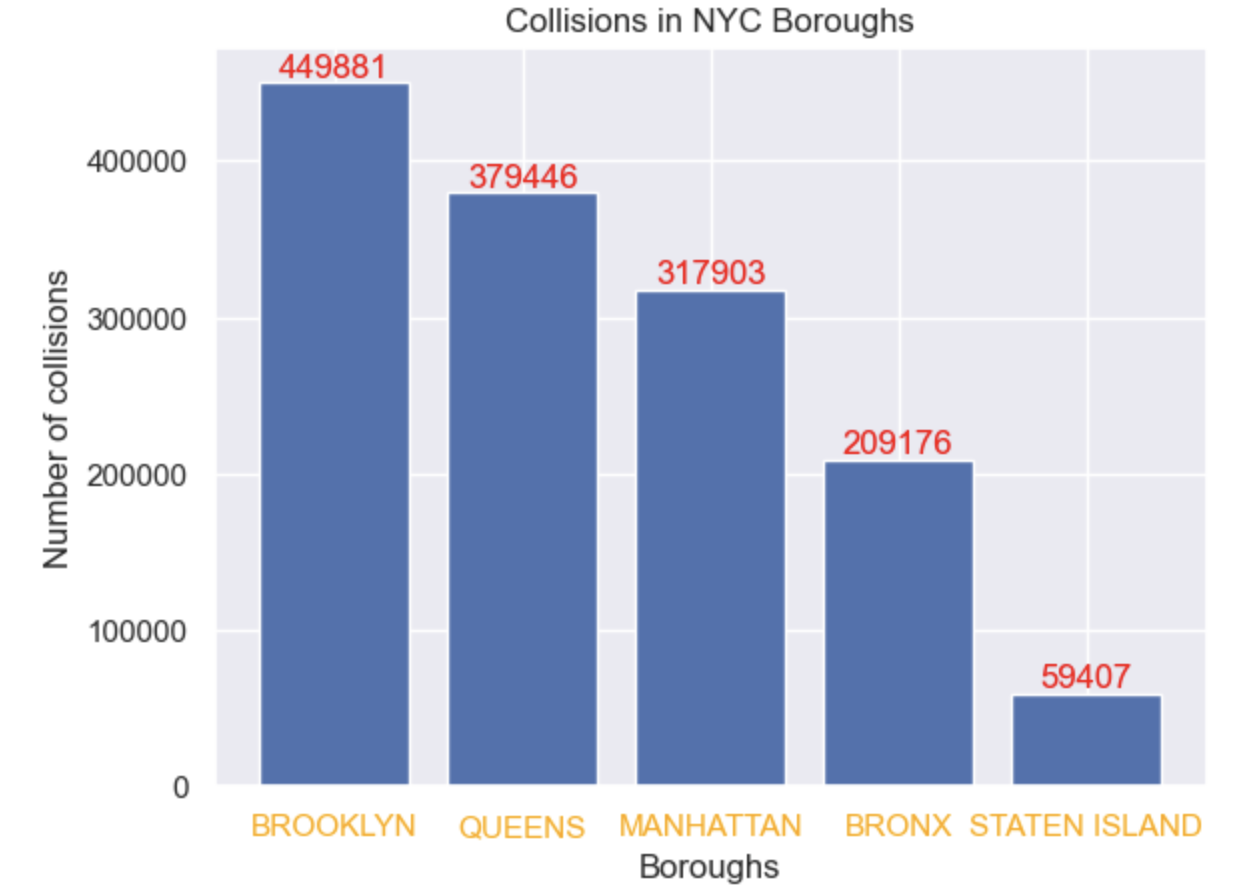 Collisions in NYC Boroughs
449881
379446
317903
209176
59407
Number of collisions
400000
300000
200000
100000
0
BROOKLYN QUEENS MANHATTAN BRONX STATEN ISLAND
Boroughs